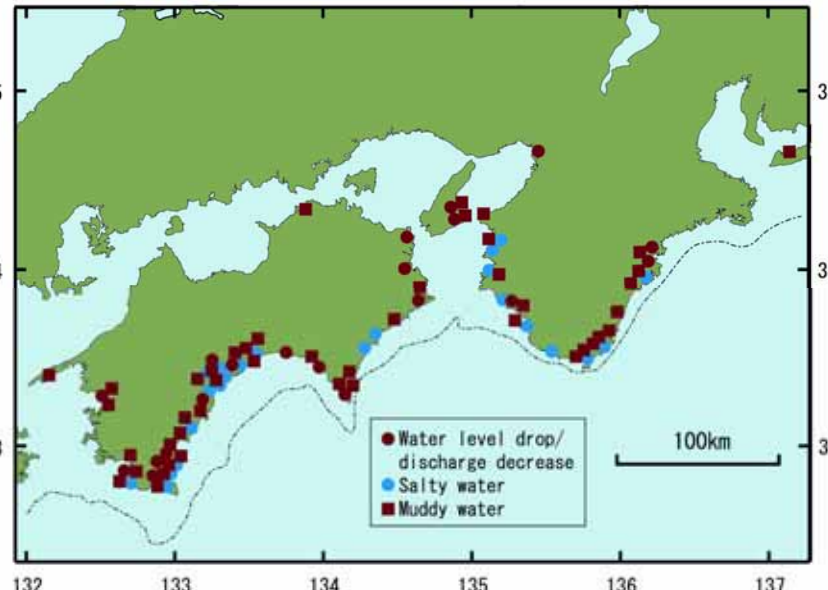 Water level drop/
discharge decrease
Salty water
Muddy water
100km
132 133 134 135 136 137